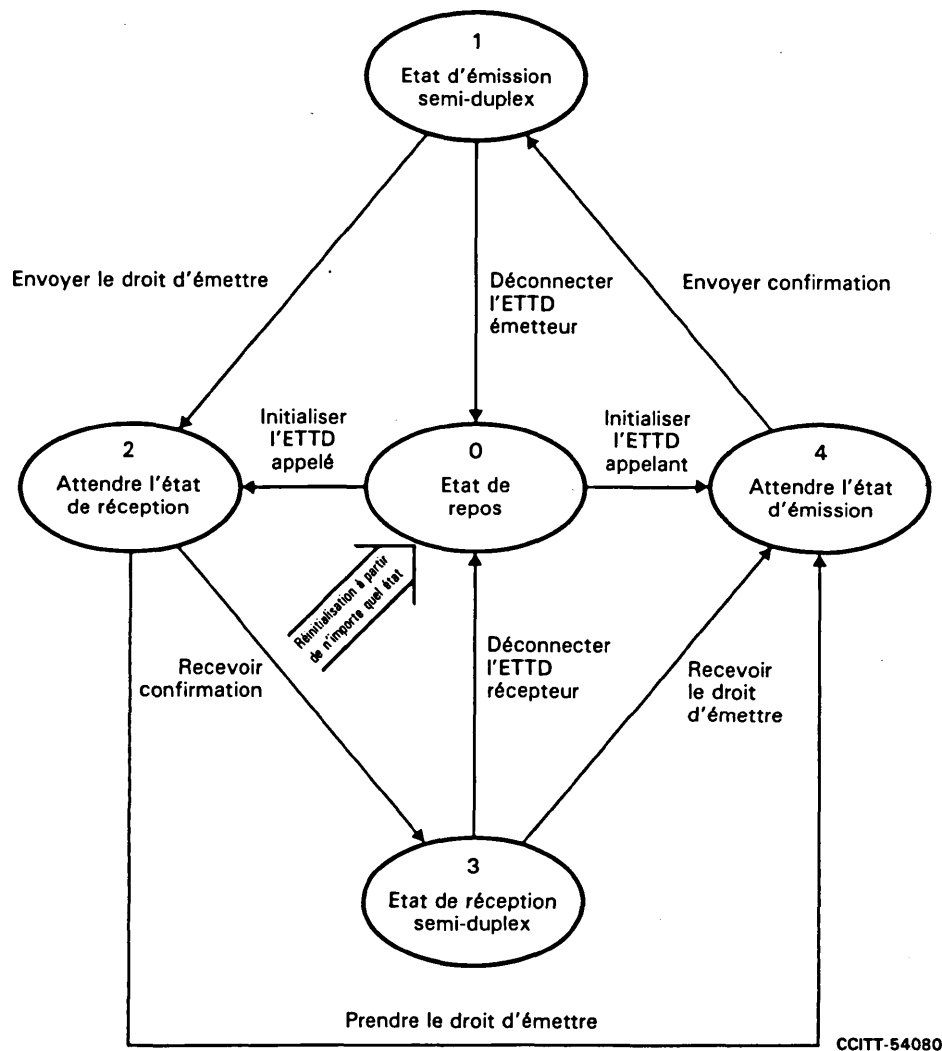 1
Etat d'émission
semi-duplex
Envoyer le droit d'émettre
Déconnecter
l'ETTD
émetteur
Envoyer confirmation
Initialiser
l'ETTD
appelé
Initialiser
l'ETTD
appelant
2
Attendre l'état
de réception
0
Etat de
repos
4
Attendre l'état
d'émission
Réinitialisation à partir
de n'importe quel état
Recevoir
confirmation
Déconnecter
l'ETTD
récepteur
Recevoir
le droit
d'émettre
3
Etat de réception
semi-duplex
Prendre le droit d'émettre
CCITT-54080